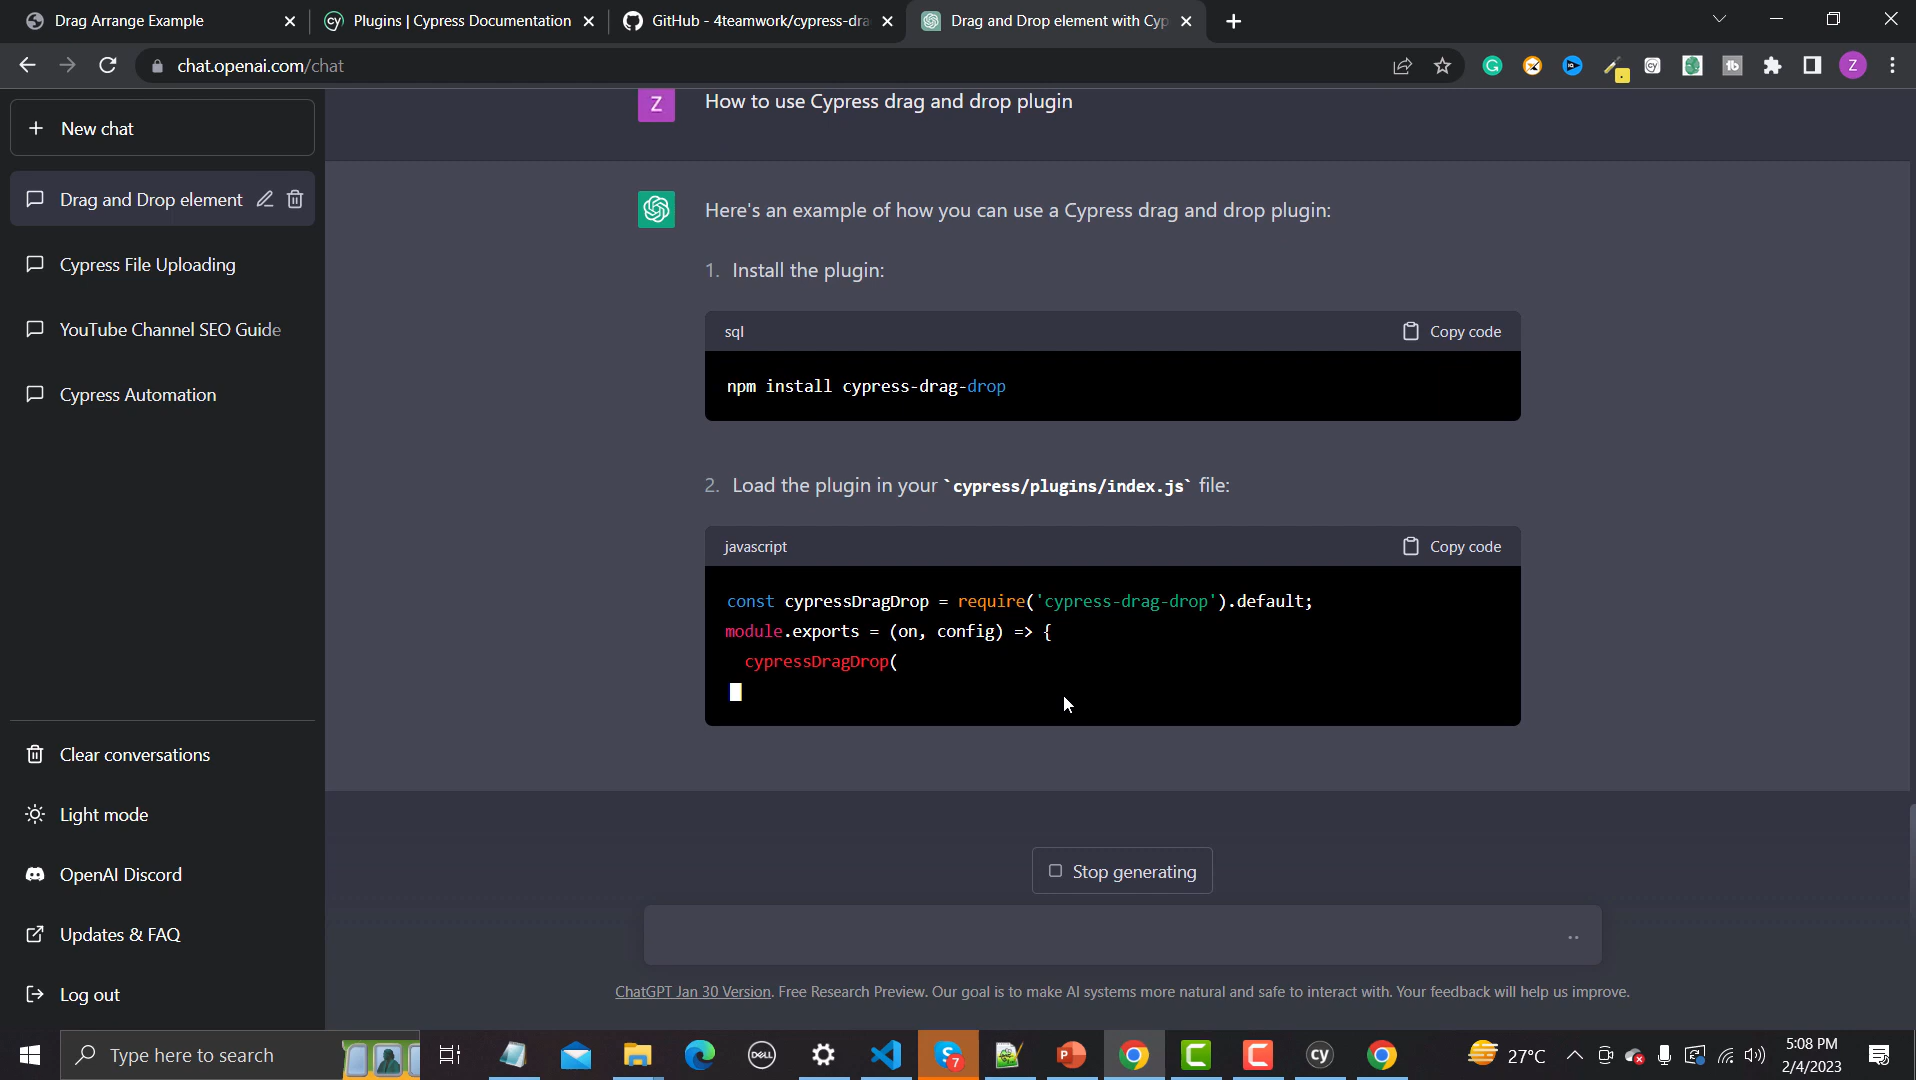 Drag Arrange Example
Plugins | Cypress Documentation
GitHub - 4teamwork/cypress-dra
Drag and Drop element with Cyp
chat.openai.com/chat
Z
New chat
Drag and Drop element
Cypress File Uploading
YouTube Channel SEO Guide
Cypress Automation
Clear conversations
Light mode
OpenAI Discord
Updates & FAQ
Log out
Z How to use Cypress drag and drop plugin
Here's an example of how you can use a Cypress drag and drop plugin:
1. Install the plugin:
sql Copy code
npm install cypress-drag-drop
2. Load the plugin in your `cypress/plugins/index.js` file:
javascript Copy code
const cypressDragDrop = require('cypress-drag-drop').default;
module.exports = (on, config) => {
cypressDragDrop(
Stop generating
ChatGPT Jan 30 Version. Free Research Preview. Our goal is to make AI systems more natural and safe to interact with. Your feedback will help us improve.
Type here to search
DELL
7
cy
27°C
5:08 PM
2/4/2023